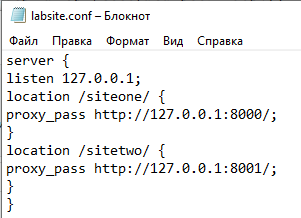 labsite.conf – Блокнот
Файл Правка Формат Вид Справка
server {
listen 127.0.0.1;
location /siteone/ {
proxy_pass http://127.0.0.1:8000/;
}
location /sitetwo/ {
proxy_pass http://127.0.0.1:8001/;
}
}